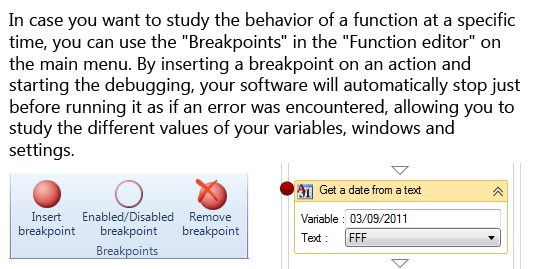 In case you want to study the behavior of a function at a specific
time, you can use the "Breakpoints" in the "Function editor" on
the main menu. By inserting a breakpoint on an action and
starting the debugging, your software will automatically stop just
before running it as if an error was encountered, allowing you to
study the different values of your variables, windows and
settings.
Insert breakpoint
Enabled/Disabled breakpoint
Remove breakpoint
Breakpoints
Get a date from a text
Variable : 03/09/2011
Text : FFF